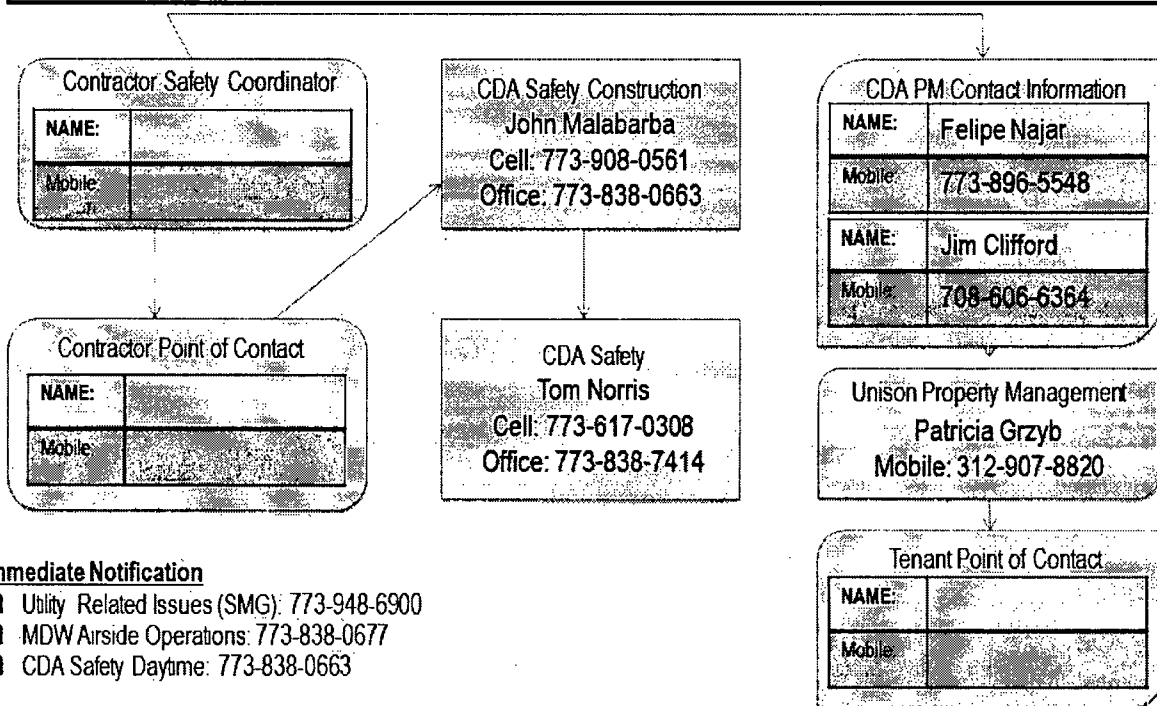 Contractor Safety Coordinator
NAME:
Mobile:
Contractor Point of Contact
NAME:
Mobile:
CDA Safety Construction
John Malabarba
Cell: 773-908-0561
Office: 773-838-0663
CDA Safety
Tom Norris
Cell: 773-617-0308
Office: 773-838-7414
CDA PM Contact Information
NAME: Felipe Najar
Mobile: 773-896-5548
NAME: Jim Clifford
Mobile: 708-606-6364
Unison Property Management
Patricia Grzyb
Mobile: 312-907-8820
Tenant Point of Contact
NAME:
Mobile:
mmediate Notification
Utility Related Issues (SMG): 773-948-6900
MDW Airside Operations: 773-838-0677
CDA Safety Daytime: 773-838-0663